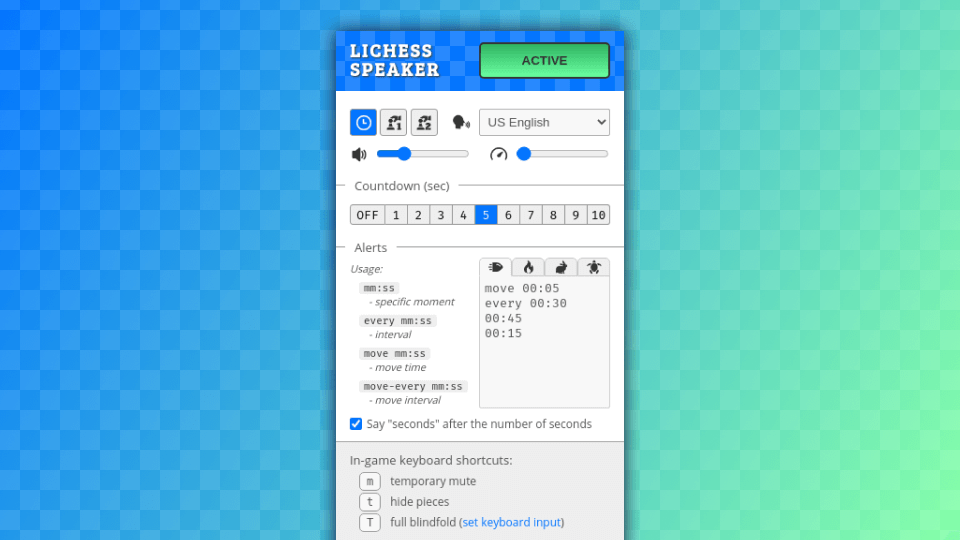 LICHESS
SPEAKER
ACTIVE
1
2
US English
Countdown (sec)
OFF 1 2 3 4 5 6 7 8 9 10
Alerts
Usage:
mm:ss
- specific moment
every mm:ss
- interval
move mm:ss
- move time
move-every mm:ss
- move interval
move 00:05
every 00:30
00:45
00:15
Say "seconds" after the number of seconds
In-game keyboard shortcuts:
m temporary mute
t hide pieces
T full blindfold (set keyboard input)